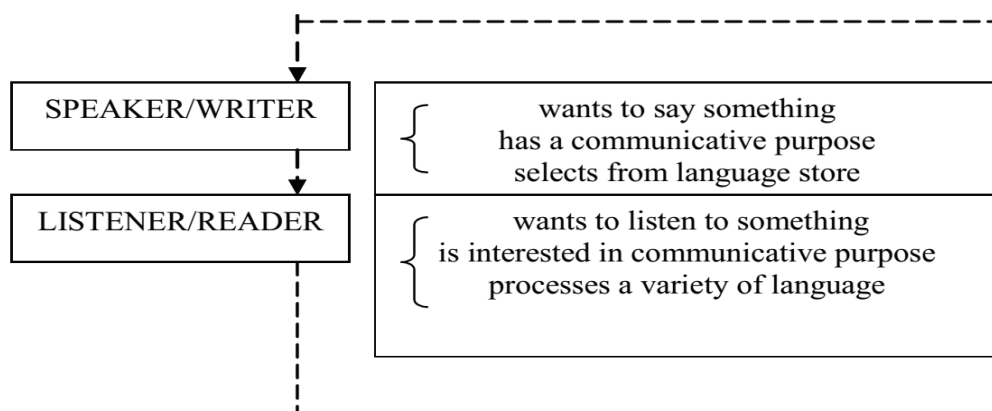 SPEAKER/WRITER
wants to say something
has a communicative purpose
selects from language store
LISTENER/READER
wants to listen to something
is interested in communicative purpose
processes a variety of language